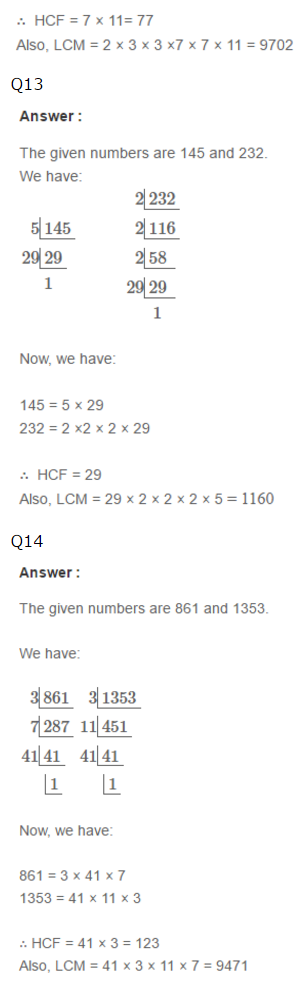 ∴ HCF = 7 × 11= 77
Also, LCM = 2 × 3 × 3 ×7 × 7 × 11 = 9702
Q13
Answer :
The given numbers are 145 and 232.
We have:
2 232
5 145 2 116
29 29 2 58
1 29 29
1
Now, we have:
145 = 5 × 29
232 = 2 ×2 × 2 × 29
∴ HCF = 29
Also, LCM = 29 × 2 × 2 × 2 × 5 = 1160
Q14
Answer :
The given numbers are 861 and 1353.
We have:
3 861 3 1353
7 287 11 451
41 41 41 41
1 1
Now, we have:
861 = 3 × 41 × 7
1353 = 41 × 11 × 3
∴ HCF = 41 × 3 = 123
Also, LCM = 41 × 3 × 11 × 7 = 9471